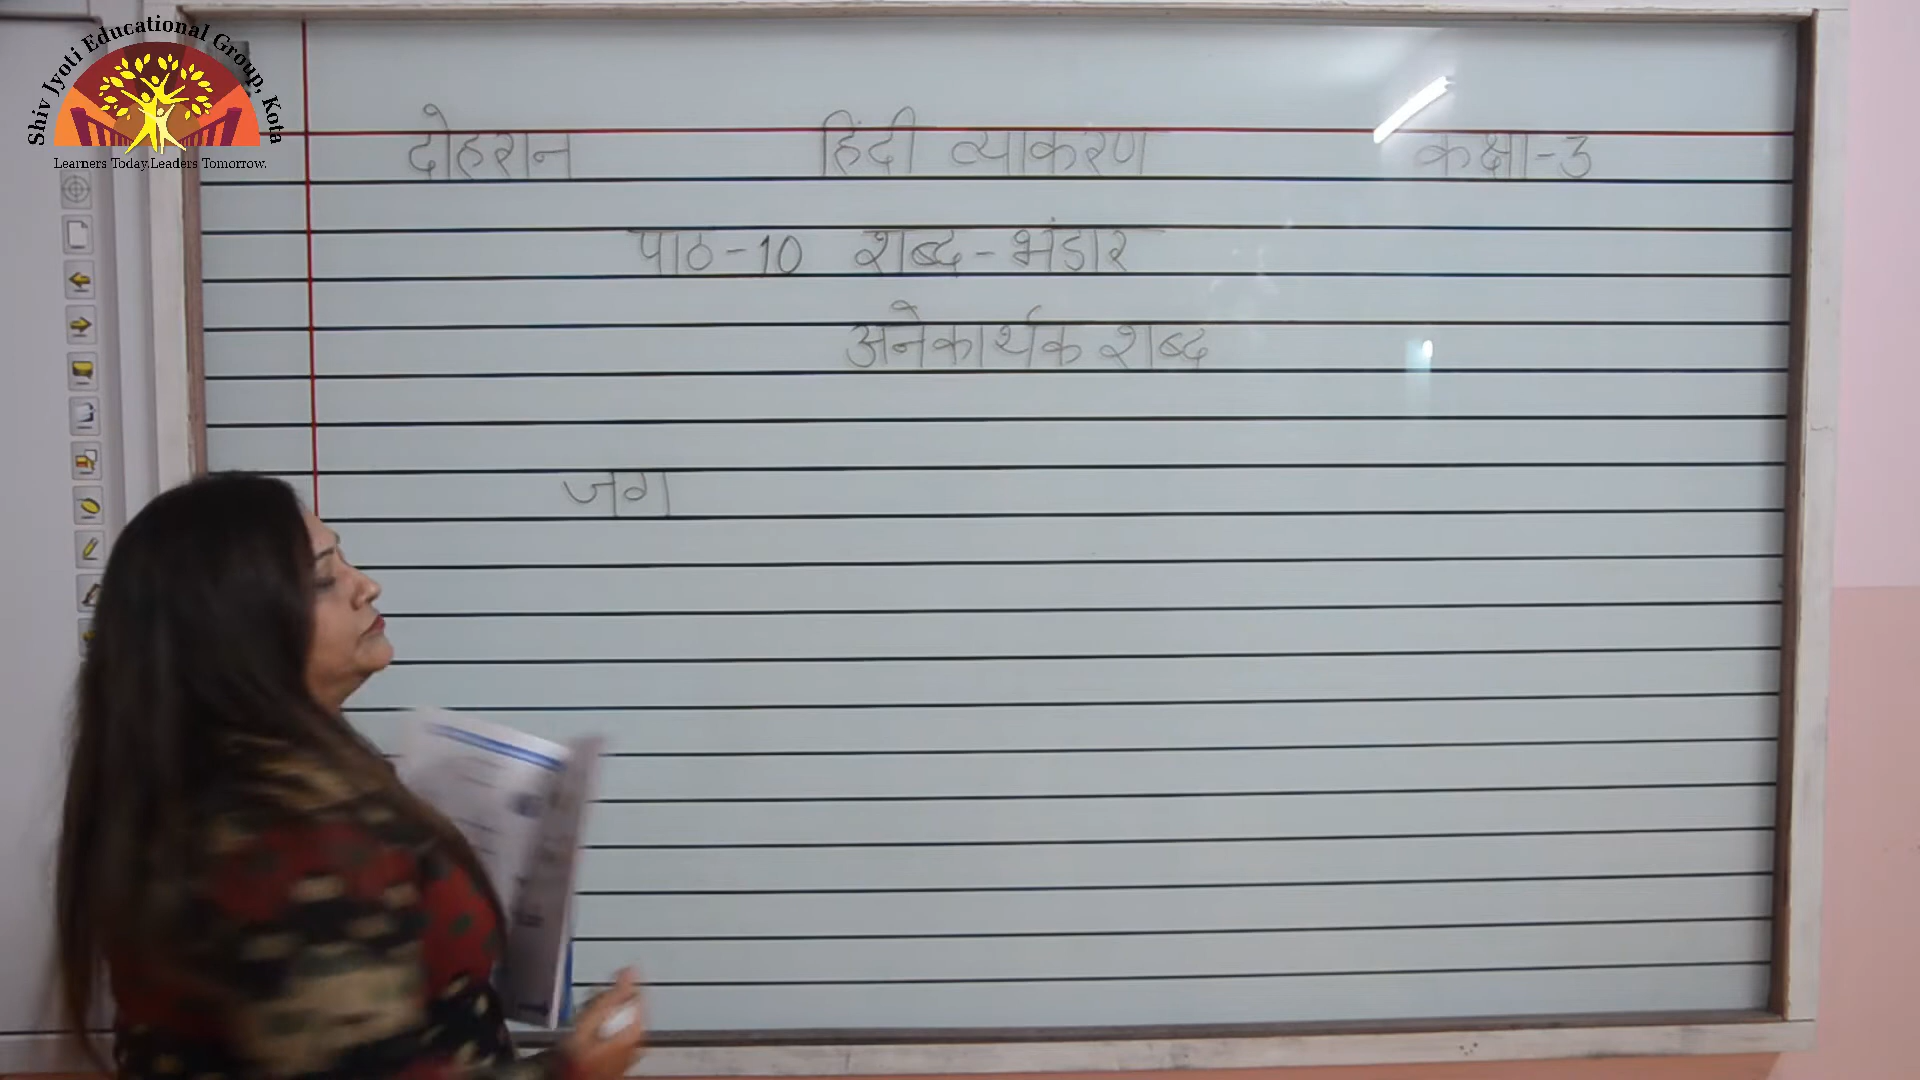 Shiv Jyoti Educational Group, Kota
Learners Today.Leaders Tomorrow.
दोहरान हिंदी व्याकरण कक्षा-3
पाठ-10 शब्द-भंडार
अनेकार्थक शब्द
जग